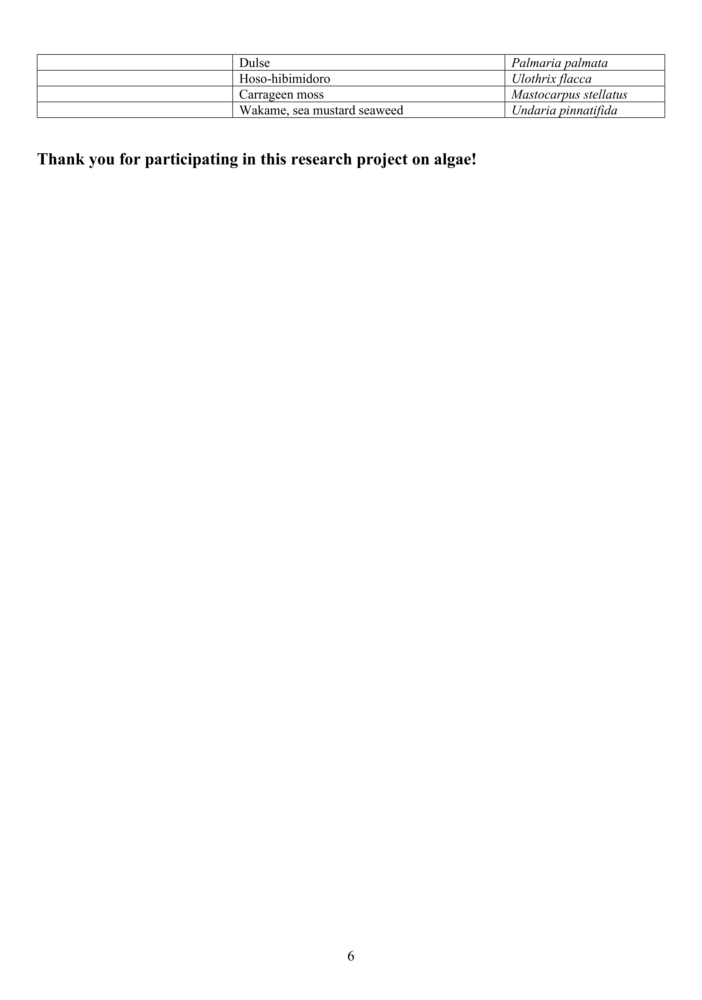 Dulse Palmaria palmata
Hoso-hibimidoro Ulothrix flacca
Carrageen moss Mastocarpus stellatus
Wakame, sea mustard seaweed Undaria pinnatifida
Thank you for participating in this research project on algae!
6